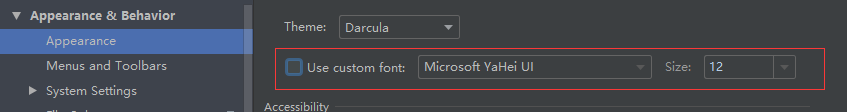 Appearance & Behavior
Appearance
Menus and Toolbars
System Settings
Theme: Darcula
Use custom font: Microsoft YaHei UI Size: 12
Accessibility